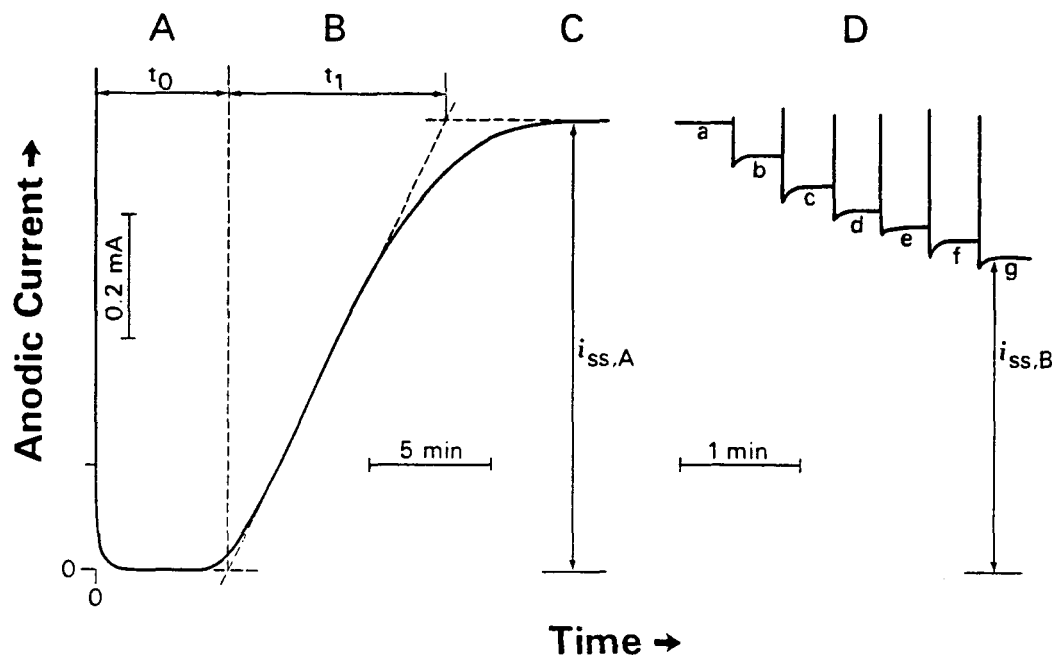 A B C D
t0 t1
a b c d e f g
Anodic Current →
0.2 mA
iss,A
iss,B
5 min
1 min
0
0
Time →